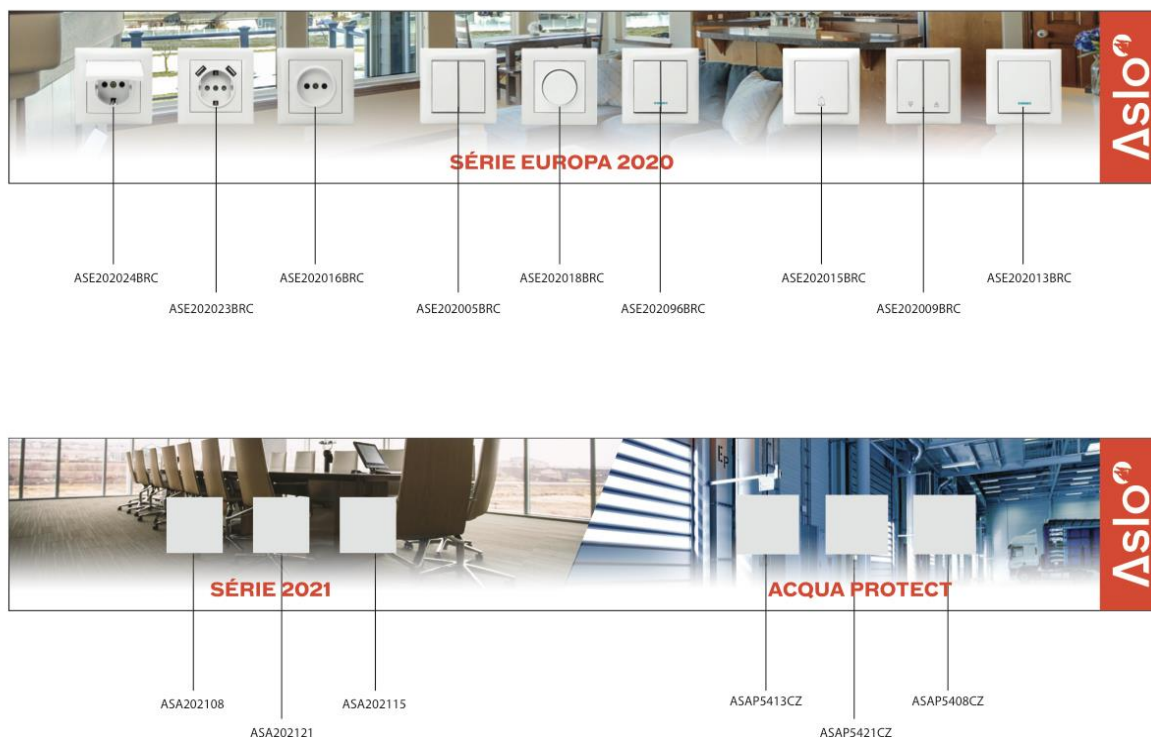 SÉRIE EUROPA 2020
Aslo
ASE202024BRC
ASE202023BRC
ASE202016BRC
ASE202005BRC
ASE202018BRC
ASE202096BRC
ASE202015BRC
ASE202009BRC
ASE202013BRC
EP
SÉRIE 2021
ACQUA PROTECT
Aslo
ASA202108
ASA202121
ASA202115
ASAP5413CZ
ASAP5421CZ
ASAP5408CZ